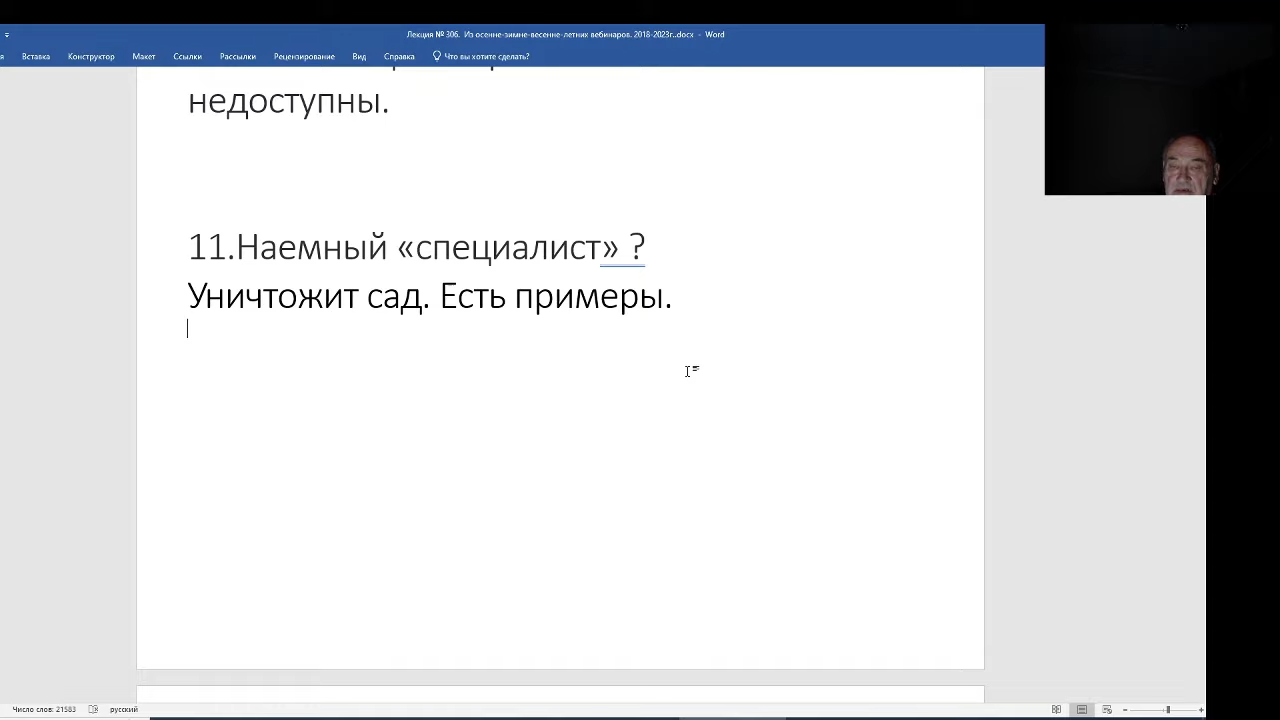 Лекция № 306. Из осенне-зимне-весенне-летних вебинаров. 2018-2023г..docx - Word
Вставка Конструктор Макет Ссылки Рассылки Рецензирование Вид Справка Что вы хотите сделать?
недоступны.
11.Наемный «специалист» ?
Уничтожит сад. Есть примеры.
Число слов: 21583 русский